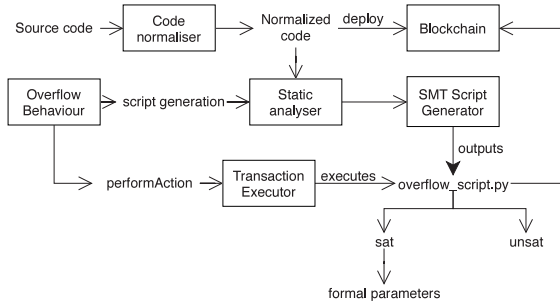 Source code
Code
normaliser
Normalized
code
deploy
Blockchain
Overflow
Behaviour
script generation
Static
analyser
SMT Script
Generator
outputs
performAction
Transaction
Executor
executes
overflow_script.py
sat
unsat
formal parameters